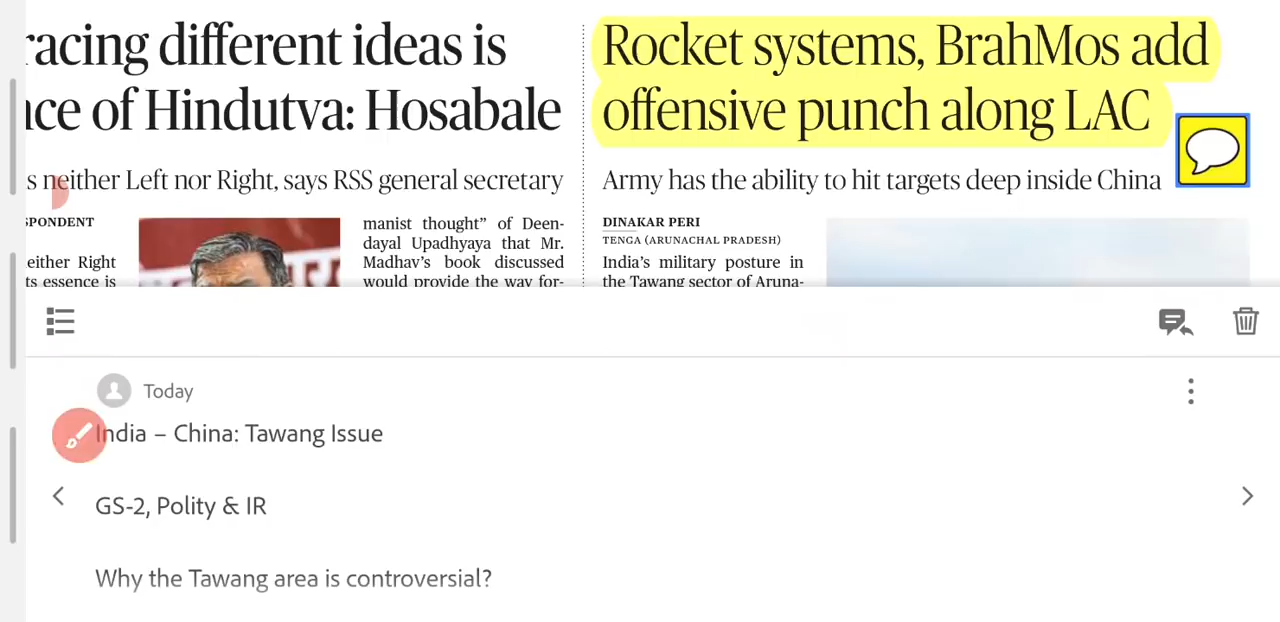 racing different ideas is
ce of Hindutva: Hosabale
s neither Left nor Right, says RSS general secretary
SPONDENT
either Right
ts essence is
manist thought” of Deen-
dayal Upadhyaya that Mr.
Madhav’s book discussed
would provide the way for-
Rocket systems, BrahMos add
offensive punch along LAC
Army has the ability to hit targets deep inside China
DINAKAR PERI
TENGA (ARUNACHAL PRADESH)
India’s military posture in
the Tawang sector of Aruna-
Today
India – China: Tawang Issue
GS-2, Polity & IR
Why the Tawang area is controversial?